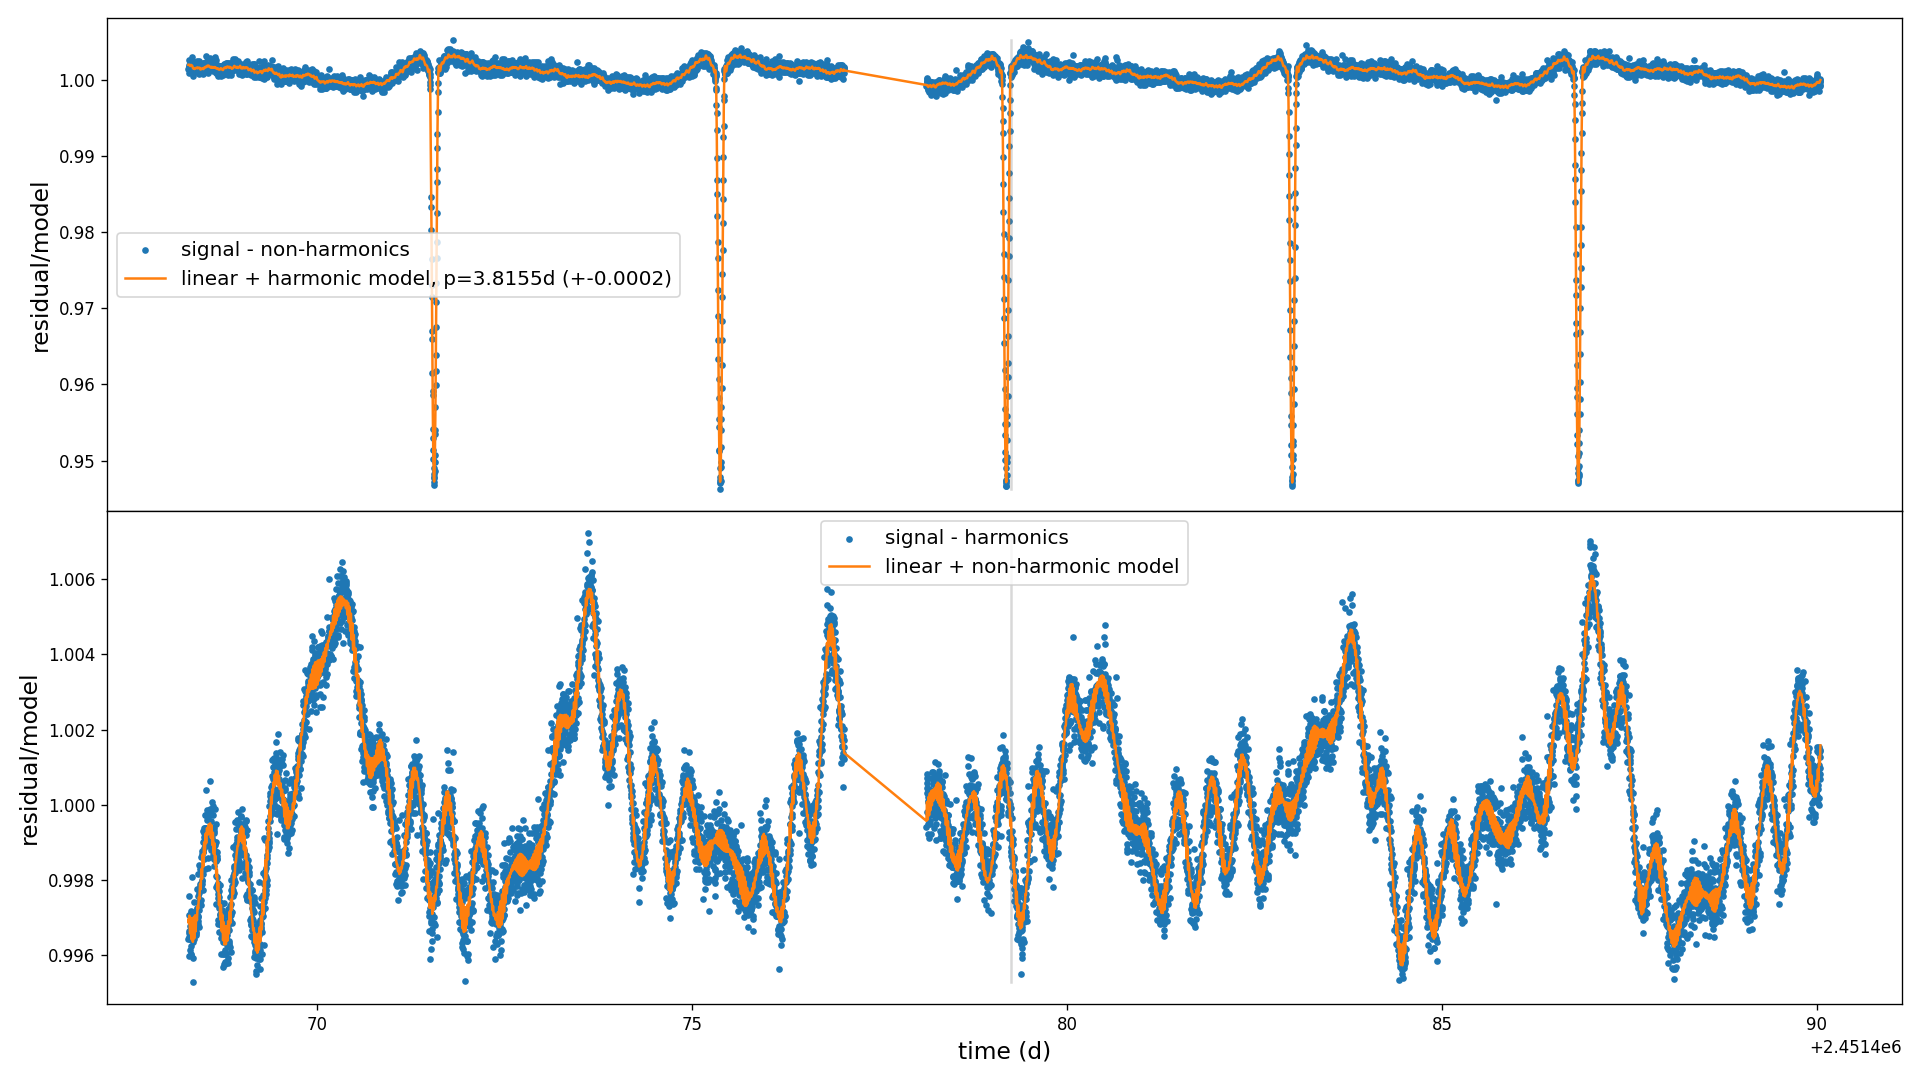 1.00
0.99
0.98
0.97
0.96
0.95
residual/model
signal - non-harmonics
linear + harmonic model, p=3.8155d (+-0.0002)
1.006
1.004
1.002
1.000
0.998
0.996
residual/model
signal - harmonics
linear + non-harmonic model
70
75
80
85
90
time (d)
+2.4514e6